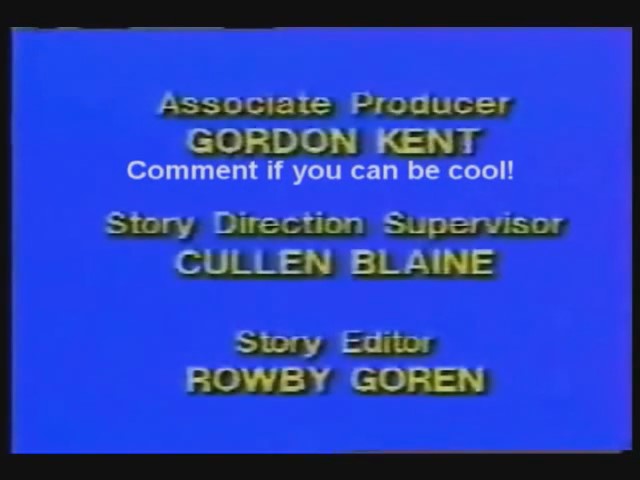 Associate Producer
GORDON KENT
Comment if you can be cool!
Story Direction Supervisor
CULLEN BLAINE
Story Editor
ROWBY GOREN